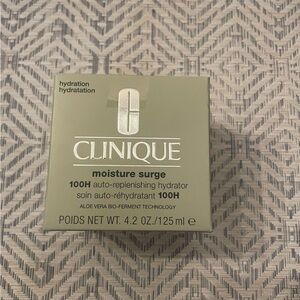 hydration
hydratation
CLINIQUE
moisture surge
100H auto-replenishing hydrator
soin auto-réhydratant 100H
ALOE VERA BIO-FERMENT TECHNOLOGY
POIDS NET WT. 4.2 OZ./125 ml ℮